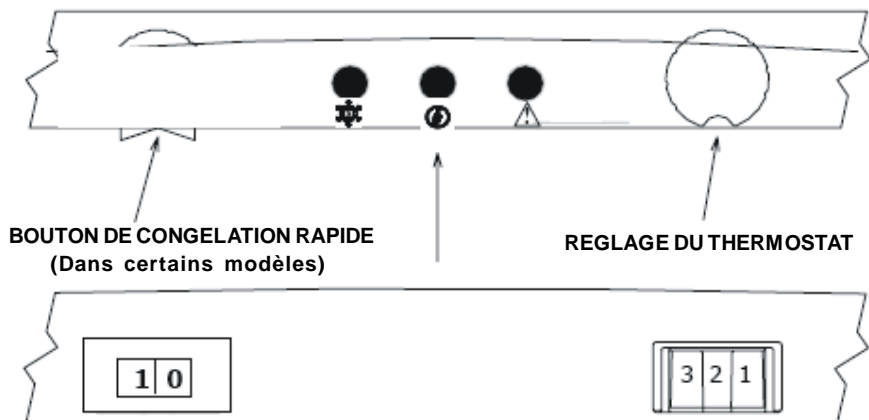 BOUTON DE CONGELATION RAPIDE
(Dans certains modèles)
REGLAGE DU THERMOSTAT
1 0
3 2 1